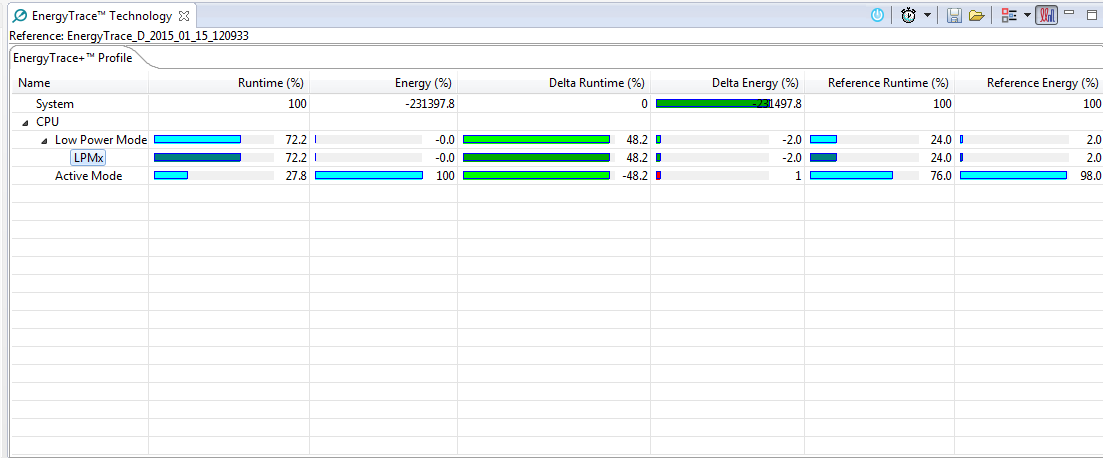 EnergyTrace™ Technology
Reference: EnergyTrace_D_2015_01_15_120933
EnergyTrace+™ Profile
Name Runtime (%) Energy (%) Delta Runtime (%) Delta Energy (%) Reference Runtime (%) Reference Energy (%)
System 100 -231397.8 0 -231497.8 100 100
CPU
Low Power Mode 72.2 -0.0 48.2 -2.0 24.0 2.0
LPMx 72.2 -0.0 48.2 -2.0 24.0 2.0
Active Mode 27.8 100 -48.2 1 76.0 98.0